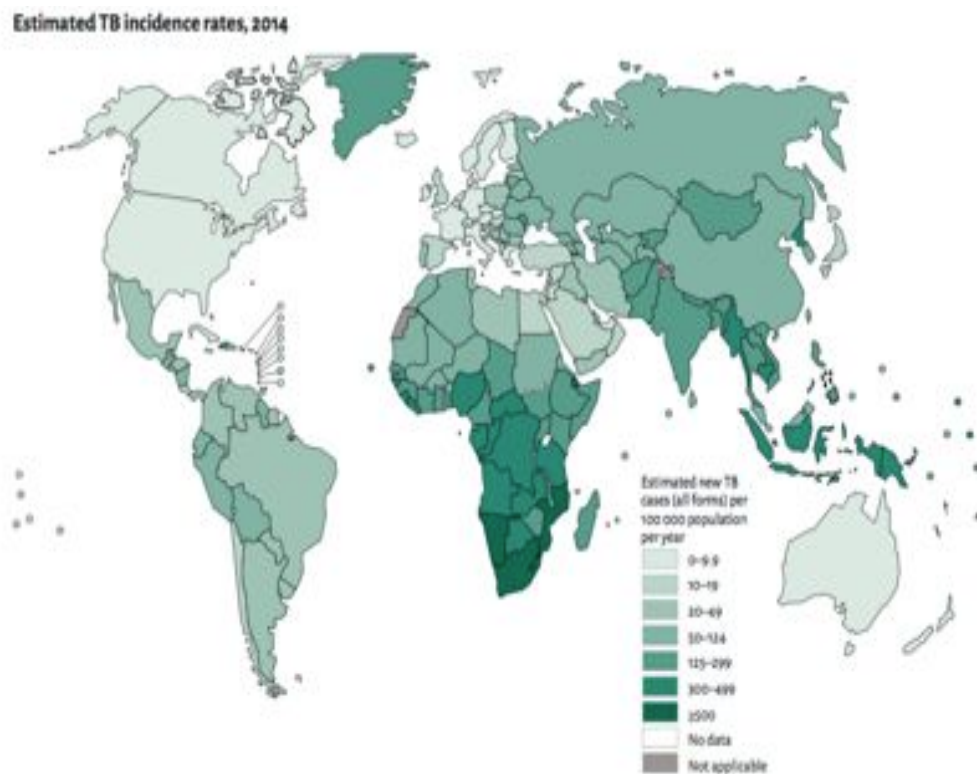 Estimated TB incidence rates, 2014
Estimated new TB
cases (all forms) per
100 000 population
per year
0–9.9
10–19
20–49
50–124
125–299
300–499
≥500
No data
Not applicable